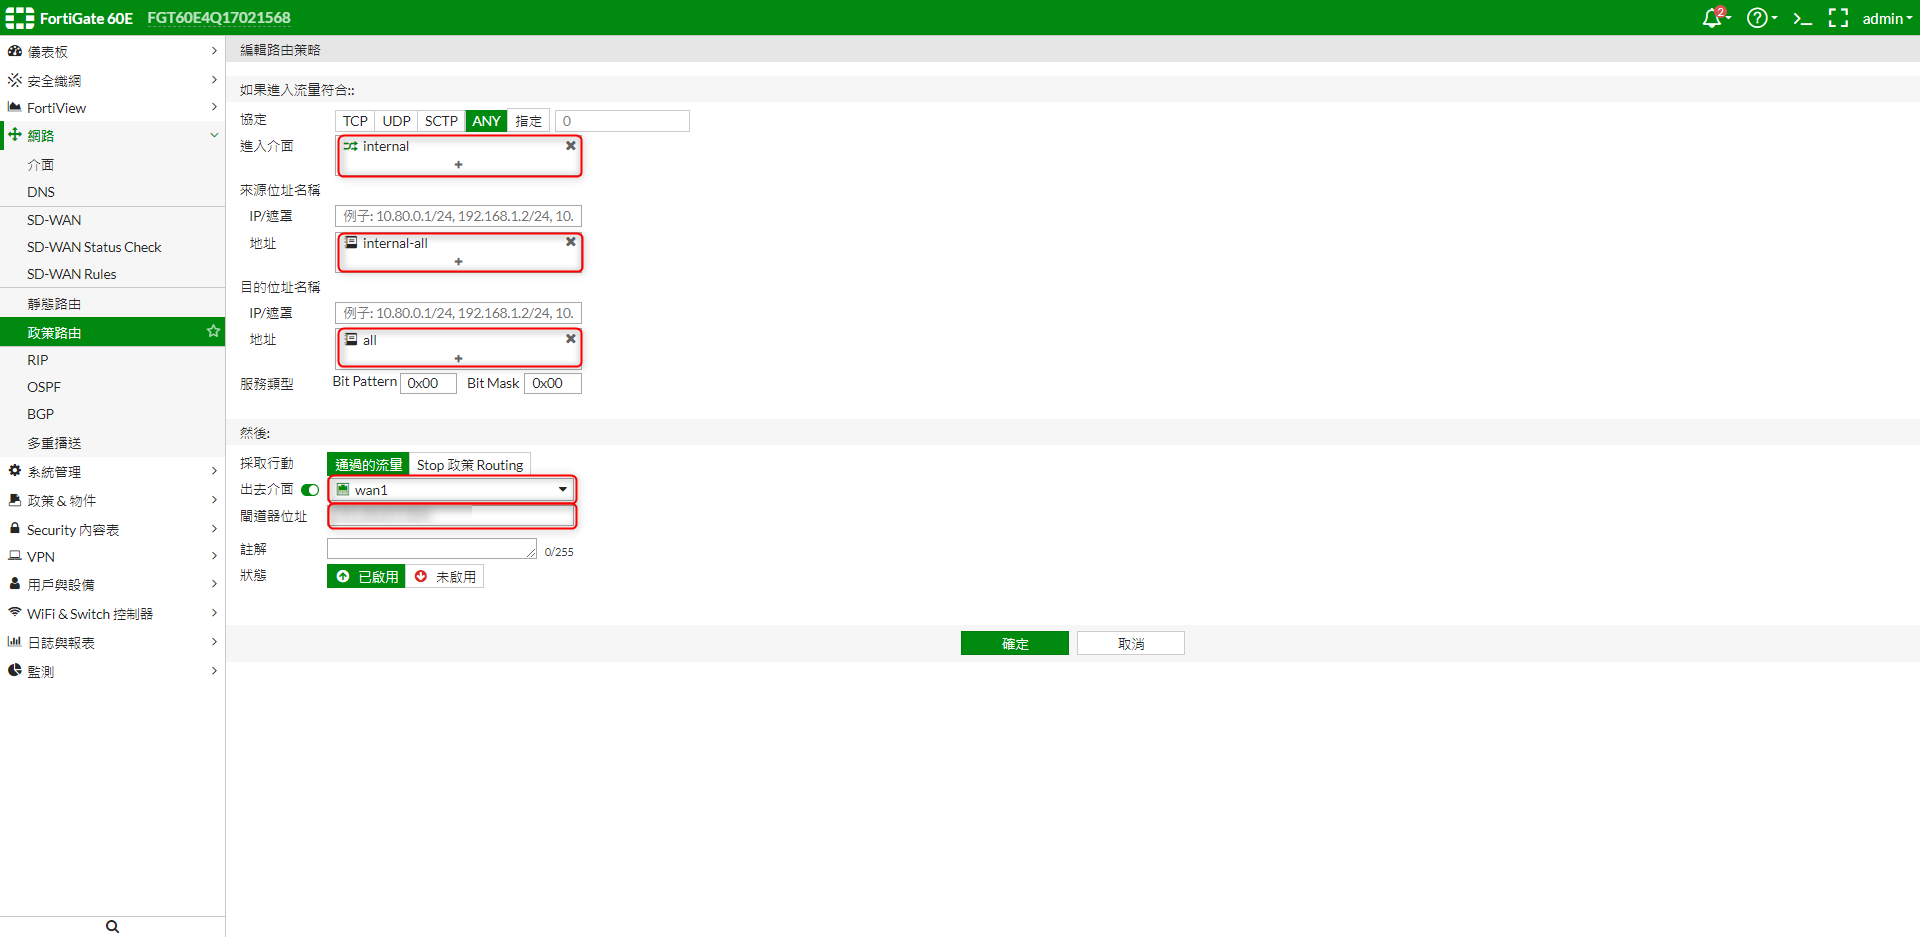 FortiGate 60E FGT60E4Q17021568 2 admin
儀表板
安全織網
FortiView
網路
介面
DNS
SD-WAN
SD-WAN Status Check
SD-WAN Rules
靜態路由
政策路由
RIP
OSPF
BGP
多重播送
系統管理
政策 & 物件
Security 內容表
VPN
用戶與設備
WiFi & Switch 控制器
日誌與報表
監測
編輯路由策略
如果進入流量符合::
協定 TCP UDP SCTP ANY 指定 0
進入介面 internal
來源位址名稱
IP/遮罩 例子: 10.80.0.1/24, 192.168.1.2/24, 10.
地址 internal-all
目的位址名稱
IP/遮罩 例子: 10.80.0.1/24, 192.168.1.2/24, 10.
地址 all
服務類型 Bit Pattern 0x00 Bit Mask 0x00
然後:
採取行動 通過的流量 Stop 政策 Routing
出去介面 wan1
閘道器位址
註解 0/255
狀態 已啟用 未啟用
確定 取消